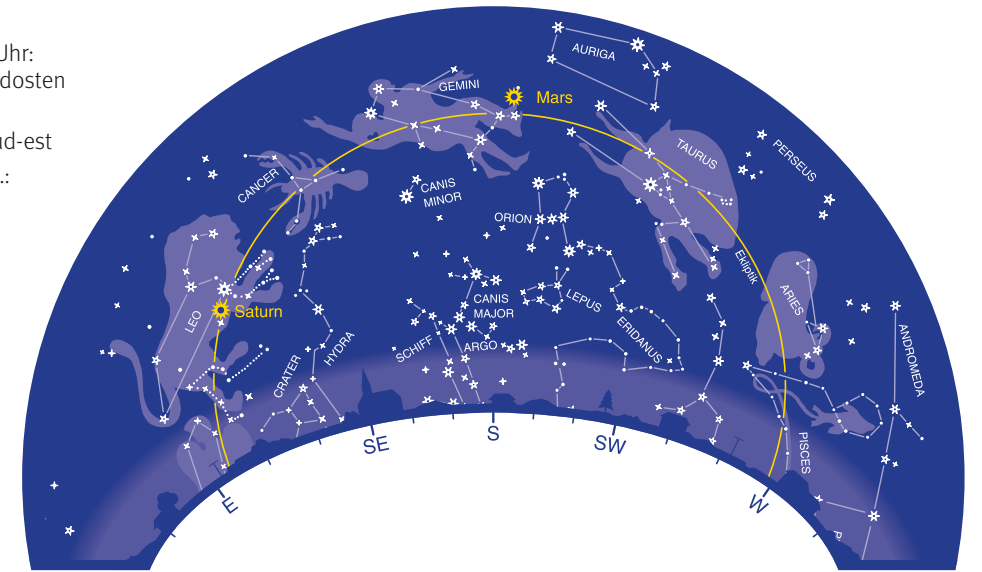 Uhr:
dosten
ud-est
.:
AURIGA
GEMINI
Mars
TAURUS
PERSEUS
CANCER
CANIS
MINOR
ORION
Ekliptik
LEO
Saturn
CANIS
MAJOR
LEPUS
ARIES
SCHIFF
ARGO
ERIDANUS
HYDRA
CRATER
ANDROMEDA
PISCES
SE
S
SW
E
W
P.